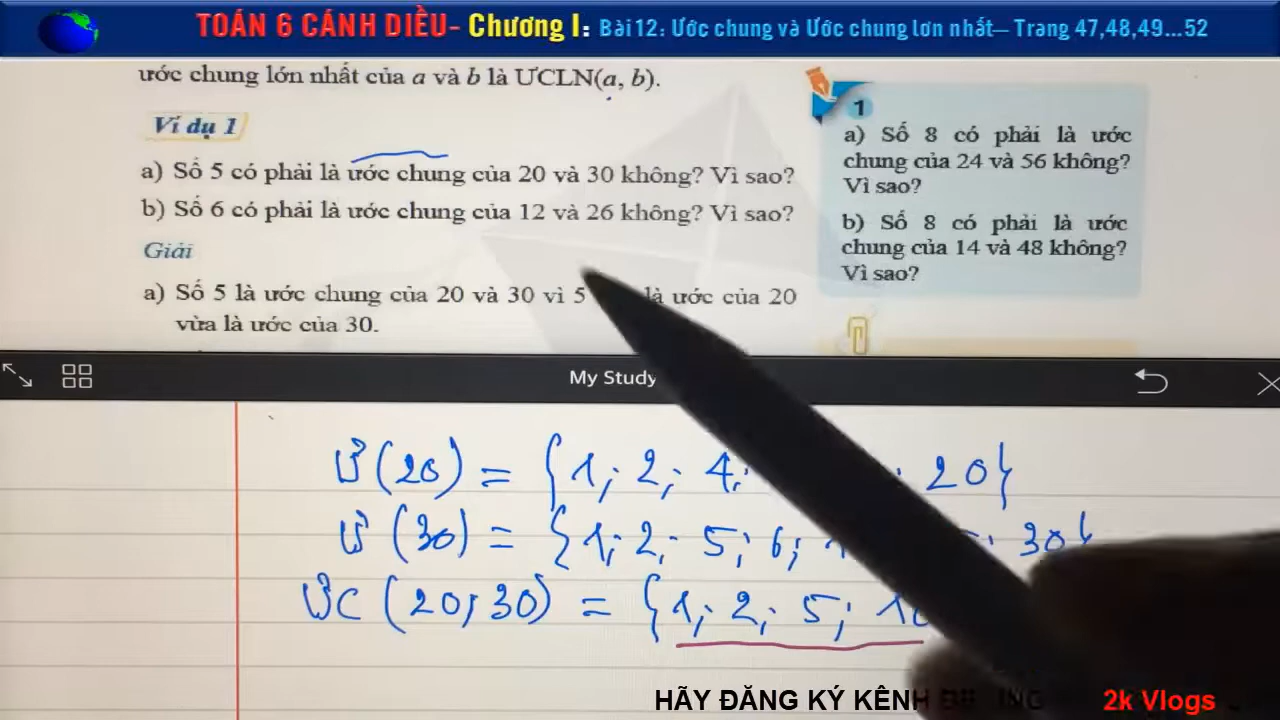 TOÁN 6 CÁNH DIỀU- Chương I: Bài 12: Ước chung và Ước chung lơn nhất– Trang 47,48,49...52
ước chung lớn nhất của a và b là ƯCLN(a, b).
Ví dụ 1
a) Số 5 có phải là ước chung của 20 và 30 không? Vì sao?
b) Số 6 có phải là ước chung của 12 và 26 không? Vì sao?
Giải
a) Số 5 là ước chung của 20 và 30 vì 5 là ước của 20
vừa là ước của 30.
1
a) Số 8 có phải là ước
chung của 24 và 56 không?
Vì sao?
b) Số 8 có phải là ước
chung của 14 và 48 không?
Vì sao?
My Study
Ư(20) = {1; 2; 4; ; 20}
Ư(30) = {1; 2; 5; 6; ; 30}
ƯC(20;30) = {1; 2; 5; 10
HÃY ĐĂNG KÝ KÊNH 2k Vlogs